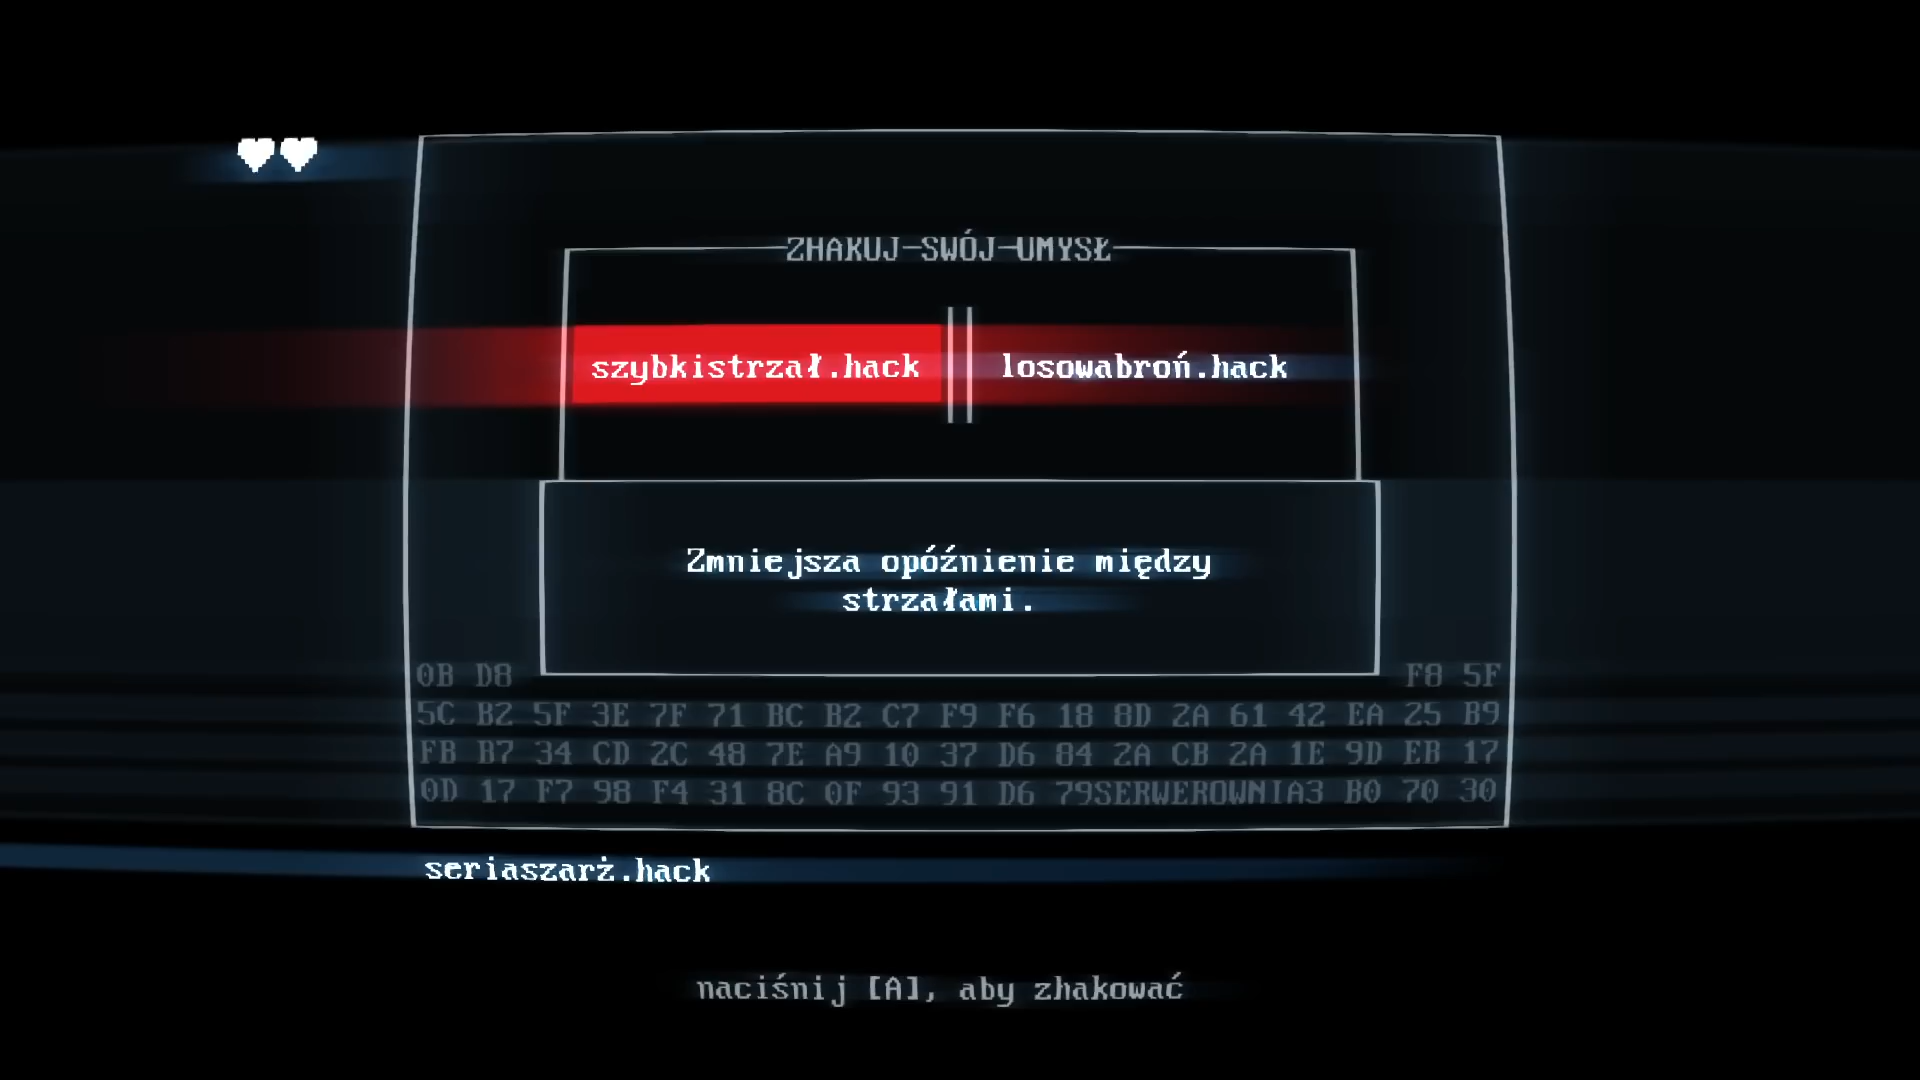 ZHAKUJ SWÓJ UMYSŁ
szybkistrzał.hack losowabroń.hack
Zmniejsza opóźnienie między
strzałami.
0B D8 F8 5F
5C B2 5F 3E 7F 71 BC B2 C7 F9 F6 18 8D 2A 61 42 EA 25 B9
FB B7 34 CD 2C 48 7E A9 10 37 D6 84 2A CB 2A 1E 9D EB 17
0D 17 F7 98 F4 31 8C 0F 93 91 D6 79SERWEROWNIA3 B0 70 30
seriaszarż.hack
naciśnij [A], aby zhakować